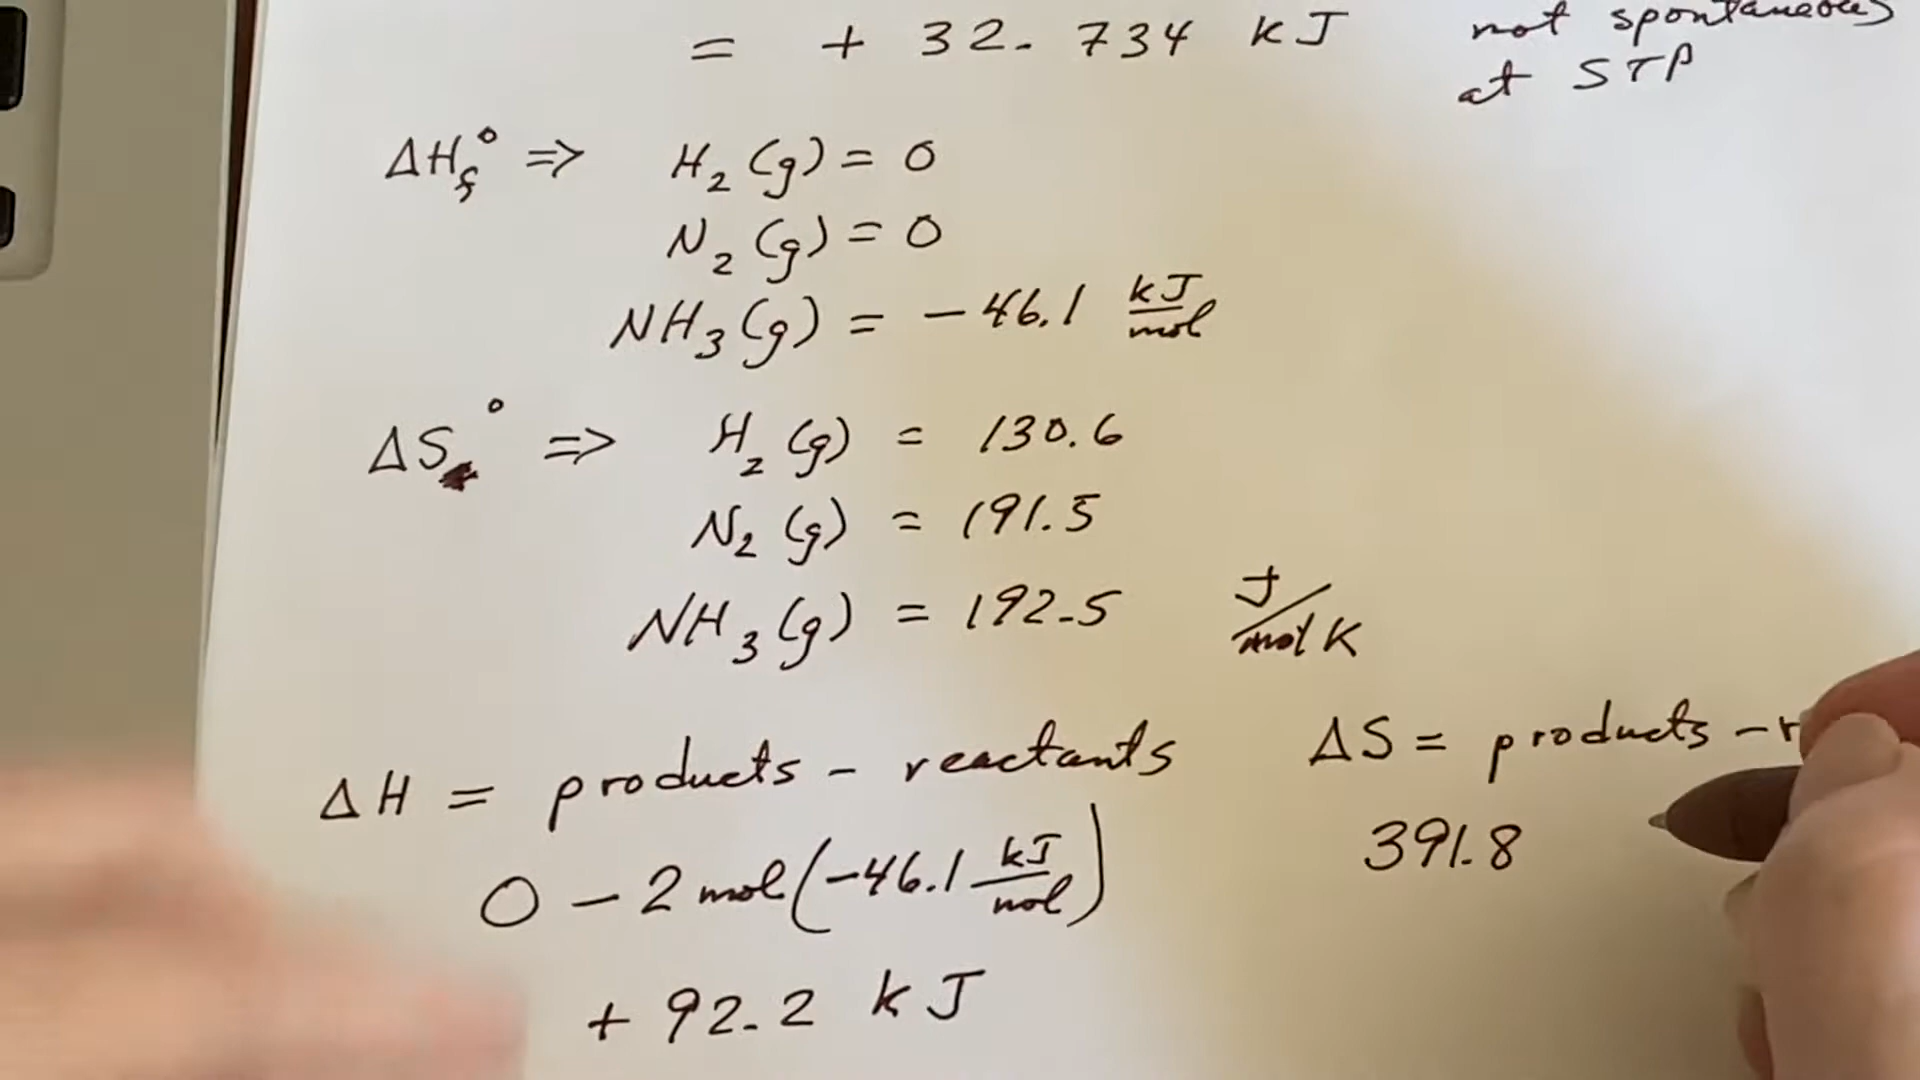 = + 32.734 kJ
not spontaneous
at STP
ΔHf° => H2(g) = 0
N2(g) = 0
NH3(g) = -46.1 kJ/mol
ΔS° => H2(g) = 130.6
N2(g) = 191.5
NH3(g) = 192.5 J/mol K
ΔH = products - reactants
0 - 2 mol(-46.1 kJ/mol)
+ 92.2 kJ
ΔS = products - r
391.8